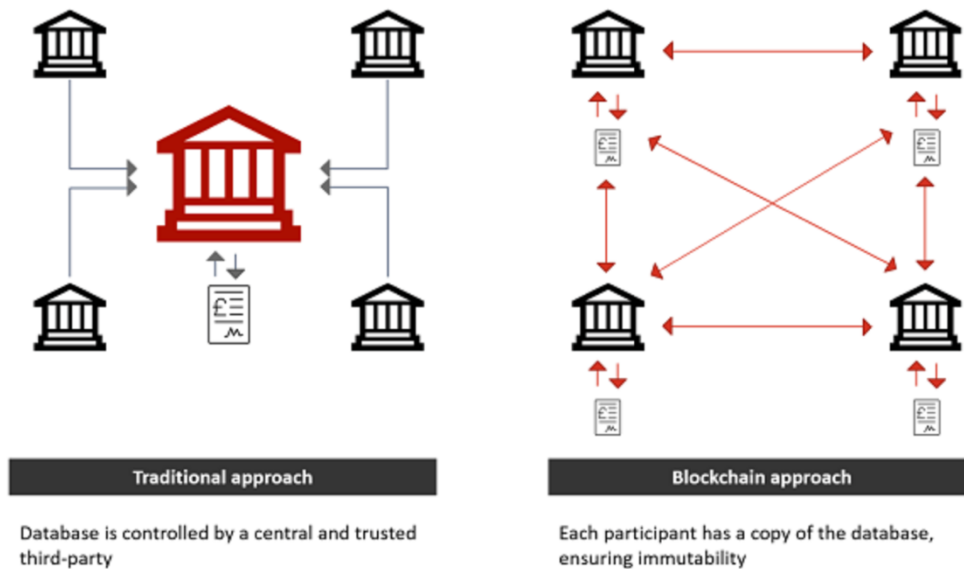 £
£
£
£
£
Traditional approach
Database is controlled by a central and trusted
third-party
Blockchain approach
Each participant has a copy of the database,
ensuring immutability